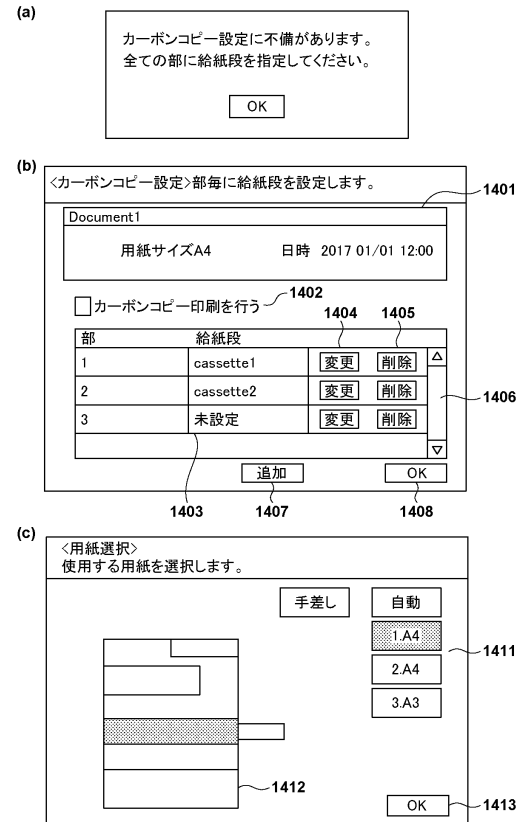 (a)
カーボンコピー設定に不備があります。
全ての部に給紙段を指定してください。
OK
(b)
<カーボンコピー設定>部毎に給紙段を設定します。
1401
Document1
用紙サイズA4 日時 2017 01/01 12:00
カーボンコピー印刷を行う
1402
1404 1405
部 給紙段
1 cassette1 変更 削除
2 cassette2 変更 削除
1406
3 未設定 変更 削除
追加 OK
1403 1407 1408
(c)
<用紙選択>
使用する用紙を選択します。
手差し 自動
1.A4
1411
2.A4
3.A3
1412
OK
1413